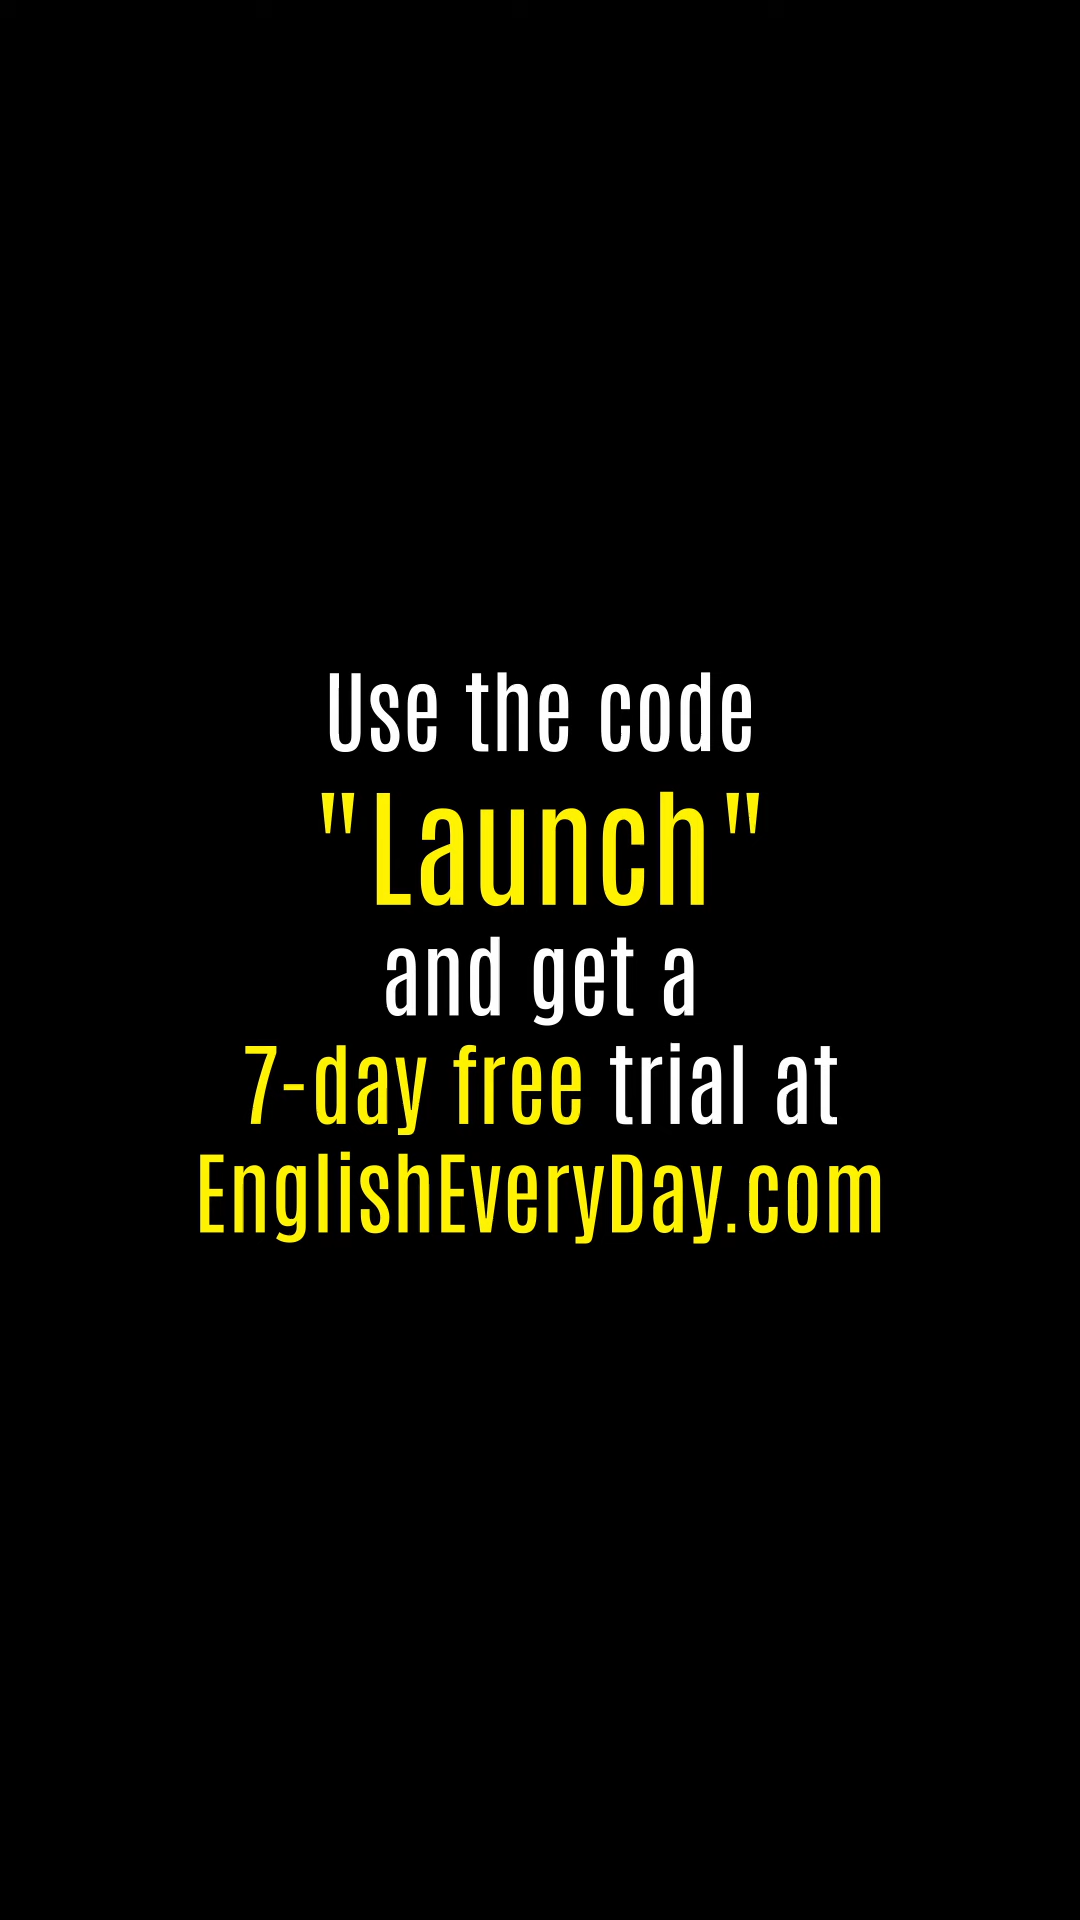 Use the code
"Launch"
and get a
7-day free trial at
EnglishEveryDay.com